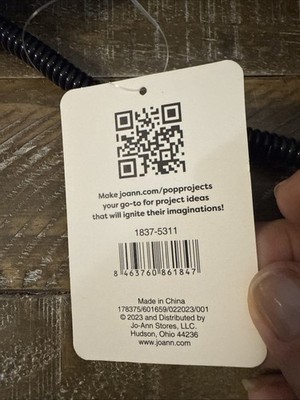 Make joann.com/popprojects
your go-to for project ideas
that will ignite their imaginations!
1837-5311
8 463760 861847
Made in China
178375/601659/022023/001
© 2023 and Distributed by
Jo-Ann Stores, LLC.
Hudson, Ohio 44236
www.joann.com